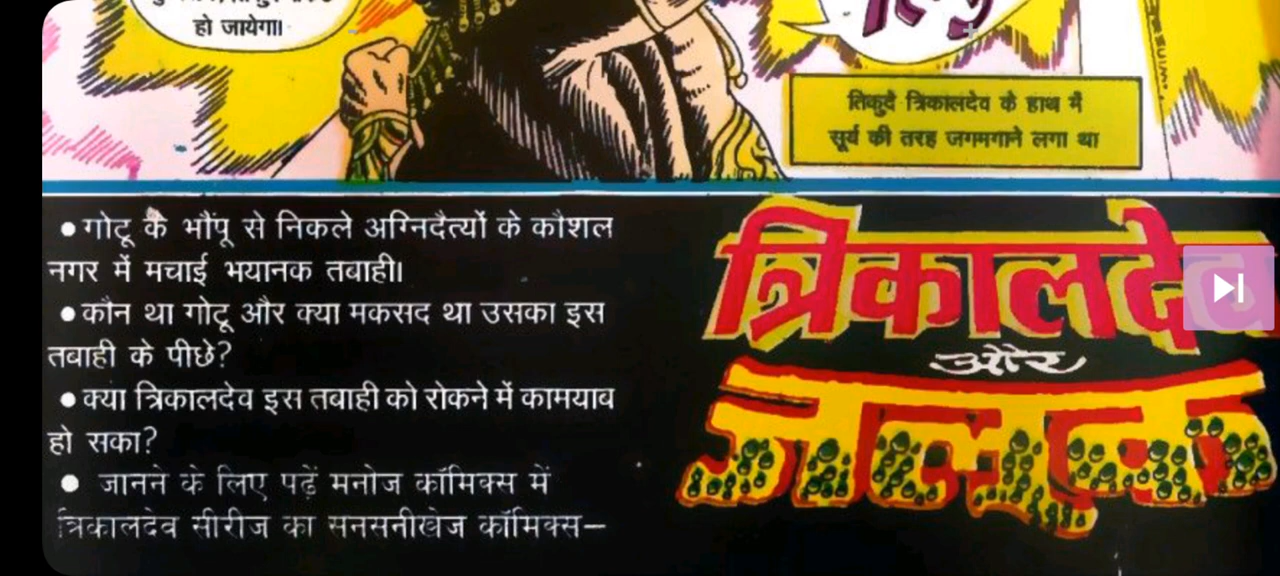 हो जायेगा।
त्रिकुदे त्रिकालदेव के हाथ में
सूर्य की तरह जगमगाने लगा था
• गोटू के भौंपू से निकले अग्निदैत्यों के कौशल
नगर में मचाई भयानक तबाही।
• कौन था गोटू और क्या मकसद था उसका इस
तबाही के पीछे?
• क्या त्रिकालदेव इस तबाही को रोकने में कामयाब
हो सका?
• जानने के लिए पढ़ें मनोज कॉमिक्स में
त्रिकालदेव सीरीज का सनसनीखेज कॉमिक्स—
त्रिकालदेव
और